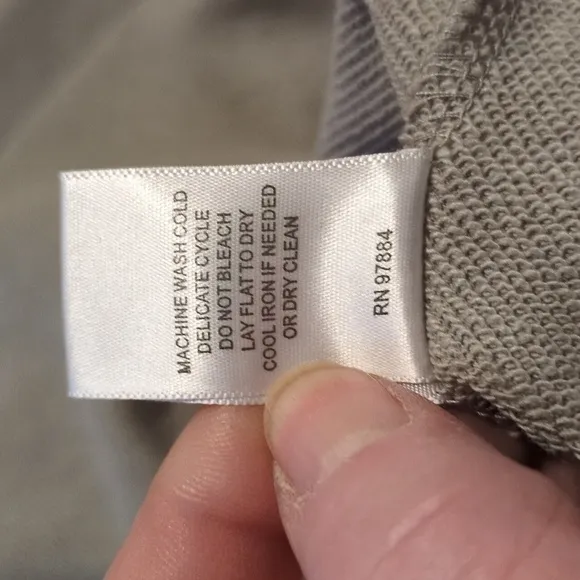 MACHINE WASH COLD
DELICATE CYCLE
DO NOT BLEACH
LAY FLAT TO DRY
COOL IRON IF NEEDED
OR DRY CLEAN
RN 97884